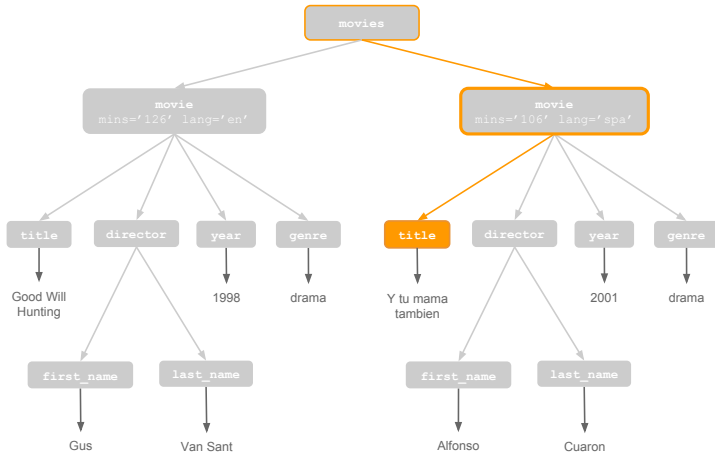 movies
movie
mins='126' lang='en'
movie
mins='106' lang='spa'
title
director
year
genre
title
director
year
genre
Good Will
Hunting
1998
drama
Y tu mama
tambien
2001
drama
first_name
last_name
first_name
last_name
Gus
Van Sant
Alfonso
Cuaron